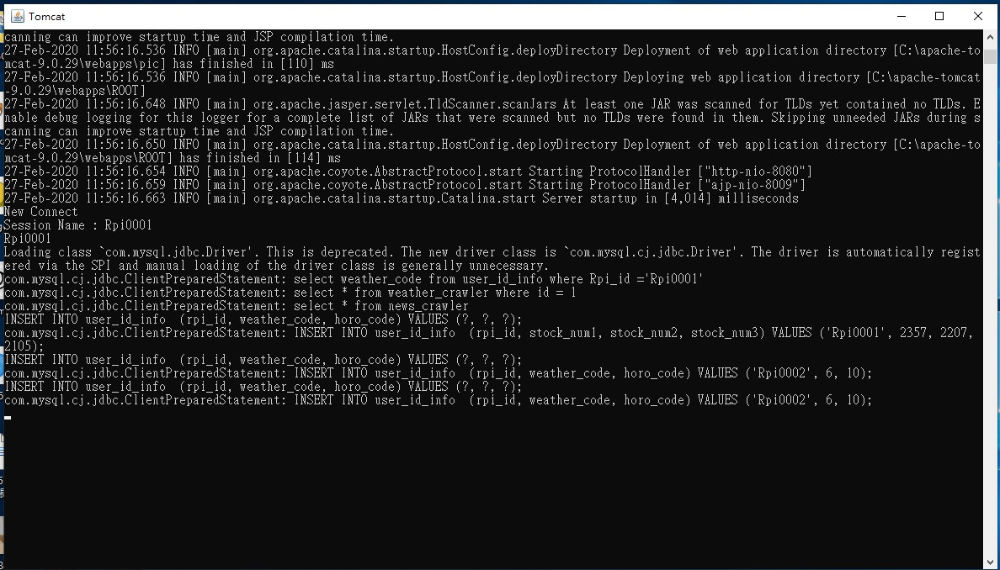 Tomcat
canning can improve startup time and JSP compilation time.
27-Feb-2020 11:56:16.536 INFO [main] org.apache.catalina.startup.HostConfig.deployDirectory Deployment of web application directory [C:\apache-to
mcat-9.0.29\webapps\pic] has finished in [110] ms
27-Feb-2020 11:56:16.536 INFO [main] org.apache.catalina.startup.HostConfig.deployDirectory Deploying web application directory [C:\apache-tomcat
-9.0.29\webapps\ROOT]
27-Feb-2020 11:56:16.648 INFO [main] org.apache.jasper.servlet.TldScanner.scanJars At least one JAR was scanned for TLDs yet contained no TLDs. E
nable debug logging for this logger for a complete list of JARs that were scanned but no TLDs were found in them. Skipping unneeded JARs during s
canning can improve startup time and JSP compilation time.
27-Feb-2020 11:56:16.650 INFO [main] org.apache.catalina.startup.HostConfig.deployDirectory Deployment of web application directory [C:\apache-to
mcat-9.0.29\webapps\ROOT] has finished in [114] ms
27-Feb-2020 11:56:16.654 INFO [main] org.apache.coyote.AbstractProtocol.start Starting ProtocolHandler ["http-nio-8080"]
27-Feb-2020 11:56:16.659 INFO [main] org.apache.coyote.AbstractProtocol.start Starting ProtocolHandler ["ajp-nio-8009"]
27-Feb-2020 11:56:16.663 INFO [main] org.apache.catalina.startup.Catalina.start Server startup in [4,014] milliseconds
New Connect
Session Name : Rpi0001
Rpi0001
Loading class `com.mysql.jdbc.Driver'. This is deprecated. The new driver class is `com.mysql.cj.jdbc.Driver'. The driver is automatically regist
ered via the SPI and manual loading of the driver class is generally unnecessary.
com.mysql.cj.jdbc.ClientPreparedStatement: select weather_code from user_id_info where Rpi_id ='Rpi0001'
com.mysql.cj.jdbc.ClientPreparedStatement: select * from weather_crawler where id = 1
com.mysql.cj.jdbc.ClientPreparedStatement: select * from news_crawler
INSERT INTO user_id_info  (rpi_id, weather_code, horo_code) VALUES (?, ?, ?);
com.mysql.cj.jdbc.ClientPreparedStatement: INSERT INTO user_id_info  (rpi_id, stock_num1, stock_num2, stock_num3) VALUES ('Rpi0001', 2357, 2207,
2105);
INSERT INTO user_id_info  (rpi_id, weather_code, horo_code) VALUES (?, ?, ?);
com.mysql.cj.jdbc.ClientPreparedStatement: INSERT INTO user_id_info  (rpi_id, weather_code, horo_code) VALUES ('Rpi0002', 6, 10);
INSERT INTO user_id_info  (rpi_id, weather_code, horo_code) VALUES (?, ?, ?);
com.mysql.cj.jdbc.ClientPreparedStatement: INSERT INTO user_id_info  (rpi_id, weather_code, horo_code) VALUES ('Rpi0002', 6, 10);